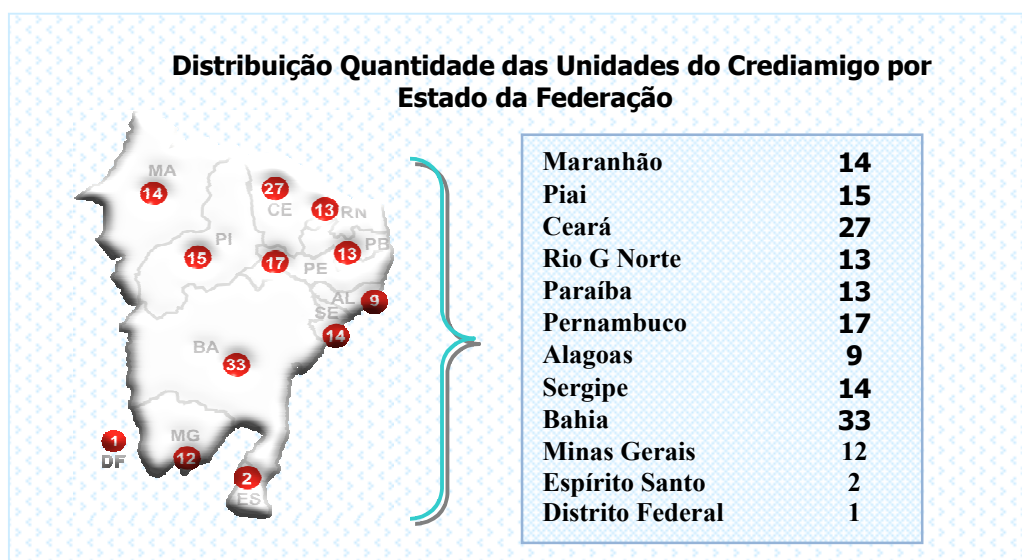 Distribuição Quantidade das Unidades do Crediamigo por
Estado da Federação
MA
14
27
CE
13 RN
PI
15
17
PE
13
PB
AL
9
SE
14
BA
33
1
DF
MG
12
2
ES
Maranhão 14
Piai 15
Ceará 27
Rio G Norte 13
Paraíba 13
Pernambuco 17
Alagoas 9
Sergipe 14
Bahia 33
Minas Gerais 12
Espírito Santo 2
Distrito Federal 1